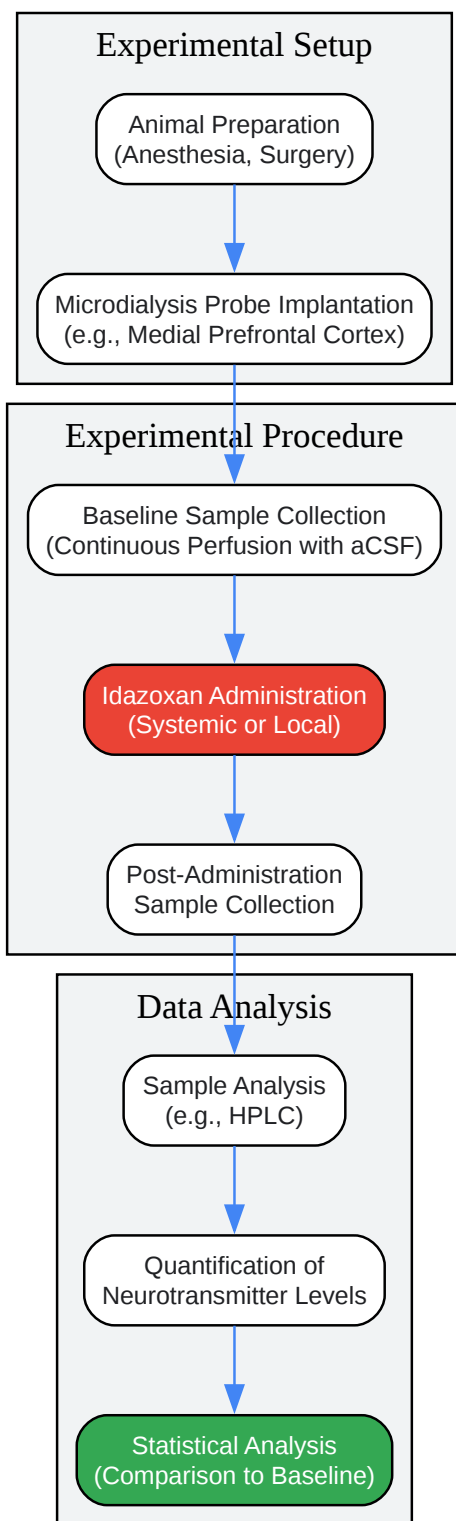 Experimental Setup
Animal Preparation
(Anesthesia, Surgery)
Microdialysis Probe Implantation
(e.g., Medial Prefrontal Cortex)
Experimental Procedure
Baseline Sample Collection
(Continuous Perfusion with aCSF)
Idazoxan Administration
(Systemic or Local)
Post-Administration
Sample Collection
Data Analysis
Sample Analysis
(e.g., HPLC)
Quantification of
Neurotransmitter Levels
Statistical Analysis
(Comparison to Baseline)